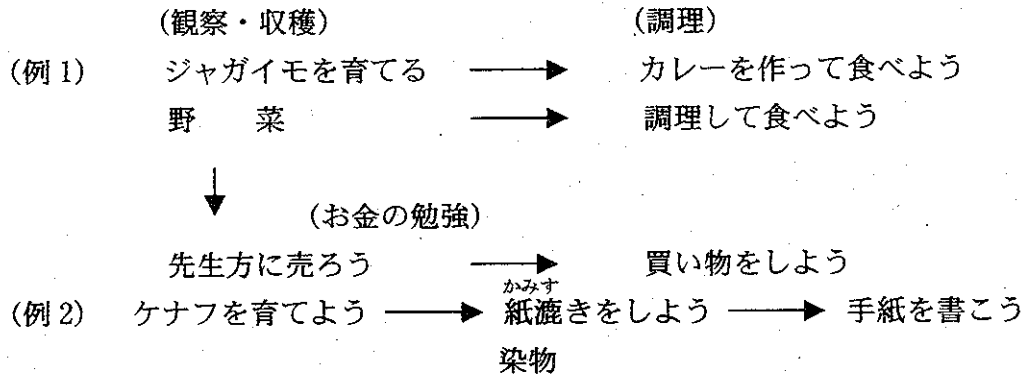 (観察・収穫) (調理)
(例1) ジャガイモを育てる → カレーを作って食べよう
野 菜 → 調理して食べよう
↓
(お金の勉強)
先生方に売ろう → 買い物をしよう
かみす
(例2) ケナフを育てよう → 紙漉きをしよう → 手紙を書こう
染物